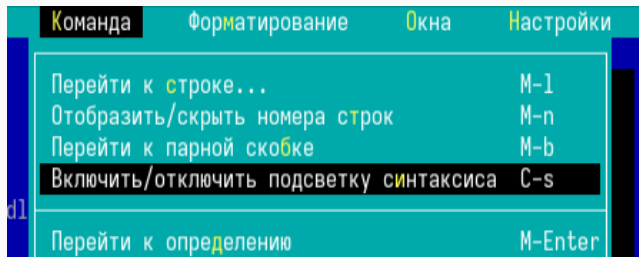 Команда Форматирование Окна Настройки
Перейти к строке... M-l
Отобразить/скрыть номера строк M-n
Перейти к парной скобке M-b
Включить/отключить подсветку синтаксиса C-s
dl
Перейти к определению M-Enter